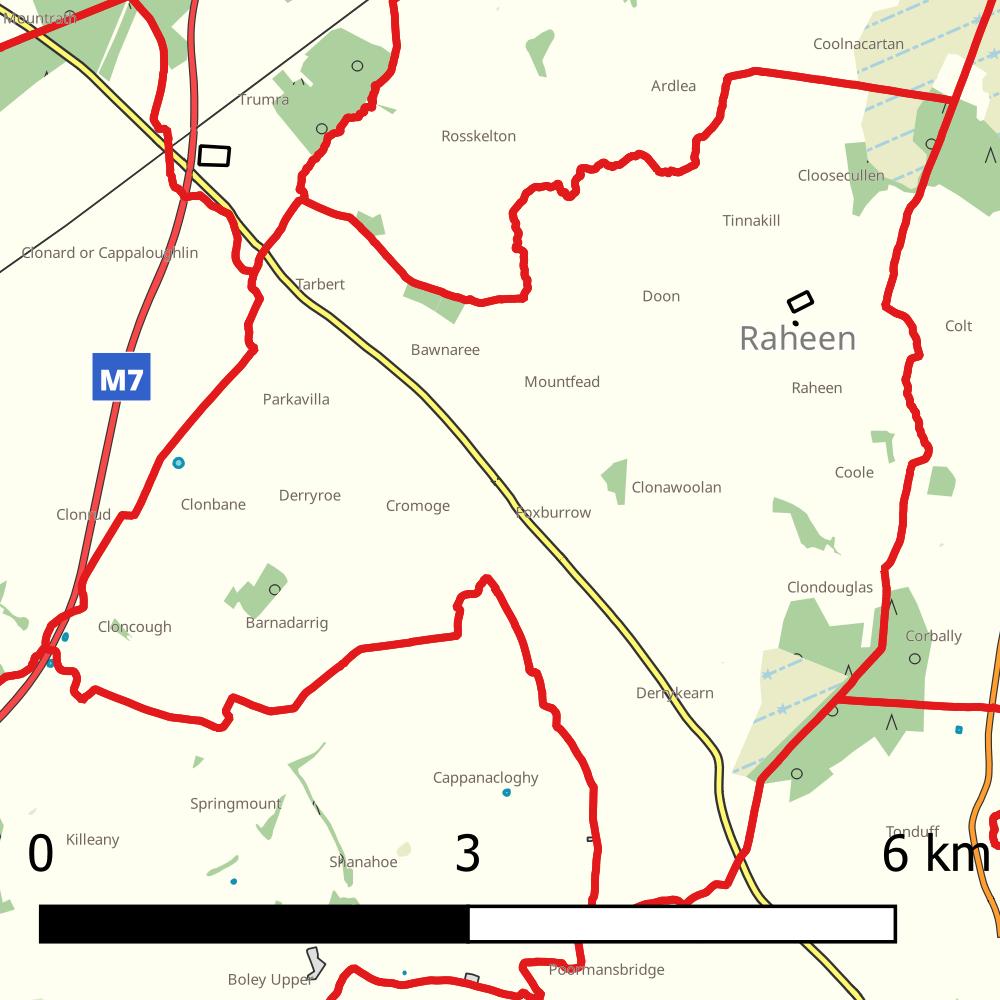 Mountrath
Coolnacartan
Ardlea
Trumra
Rosskelton
Cloosecullen
Tinnakill
Clonard or Cappaloughlin
Tarbert
Doon
Colt
Raheen
Bawnaree
M7
Mountfead
Raheen
Parkavilla
Coole
Clonawoolan
Derryroe
Clonbane
Cromoge
Foxburrow
Clonrud
Clondouglas
Barnadarrig
Cloncough
Corbally
Derrykearn
Cappanacloghy
Springmount
Tonduff
Killeany
Shanahoe
0
3
6 km
Poormansbridge
Boley Upper